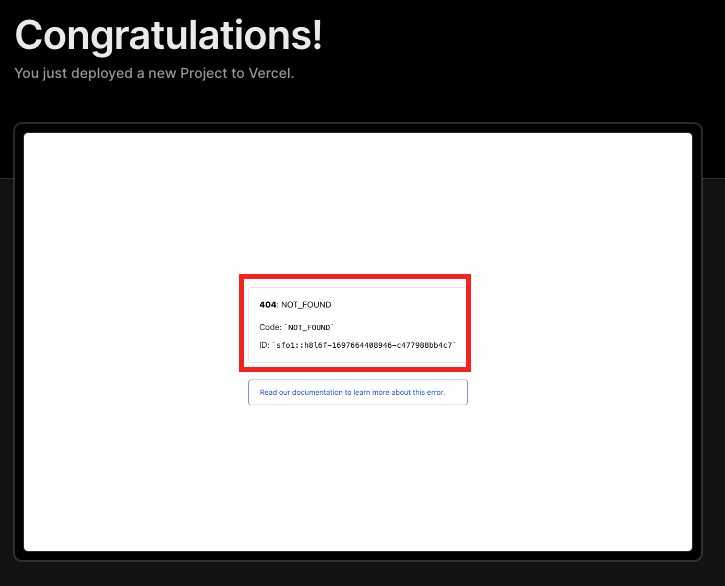 Congratulations!
You just deployed a new Project to Vercel.
404: NOT_FOUND
Code: `NOT_FOUND`
ID: `sfo1::h8l6f-1697664408946-c477988bb4c7`
Read our documentation to learn more about this error.